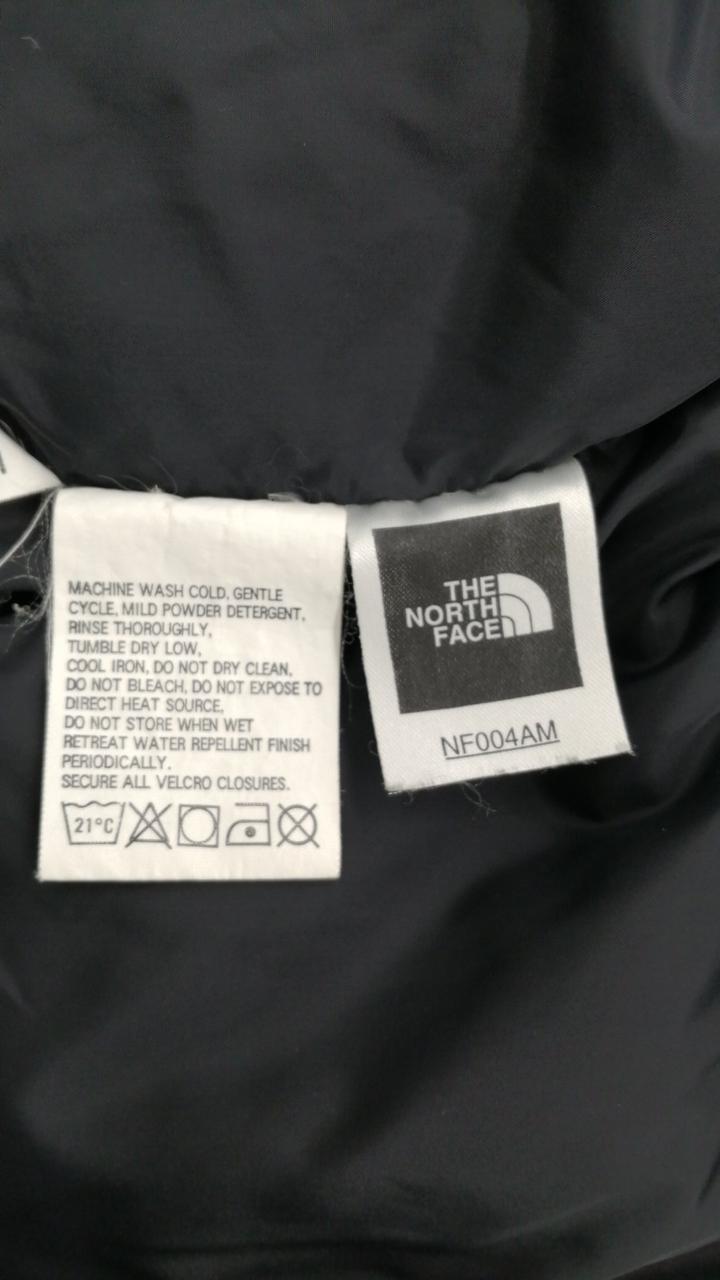 MACHINE WASH COLD, GENTLE
CYCLE, MILD POWDER DETERGENT,
RINSE THOROUGHLY,
TUMBLE DRY LOW,
COOL IRON, DO NOT DRY CLEAN,
DO NOT BLEACH, DO NOT EXPOSE TO
DIRECT HEAT SOURCE,
DO NOT STORE WHEN WET
RETREAT WATER REPELLENT FINISH
PERIODICALLY.
SECURE ALL VELCRO CLOSURES.
21°C
THE
NORTH
FACE
NF004AM